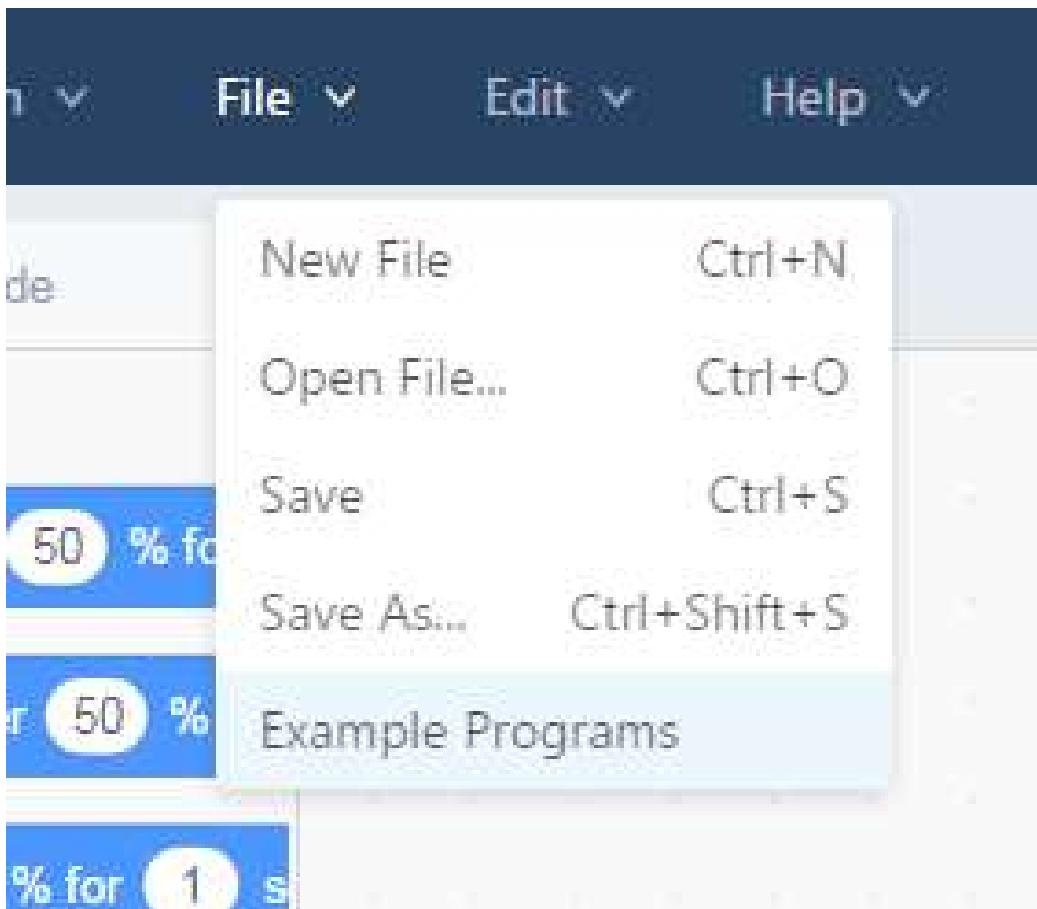 File Edit Help
de
New File Ctrl+N
Open File... Ctrl+O
Save Ctrl+S
50 % fo
Save As... Ctrl+Shift+S
r 50 %
Example Programs
% for 1 s